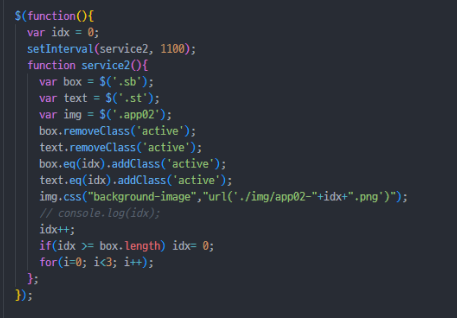 $(function(){
var idx = 0;
setInterval(service2, 1100);
function service2(){
var box = $('.sb');
var text = $('.st');
var img = $('.app02');
box.removeClass('active');
text.removeClass('active');
box.eq(idx).addClass('active');
text.eq(idx).addClass('active');
img.css("background-image","url('./img/app02-"+idx+".png')");
// console.log(idx);
idx++;
if(idx >= box.length) idx= 0;
for(i=0; i<3; i++);
};
});